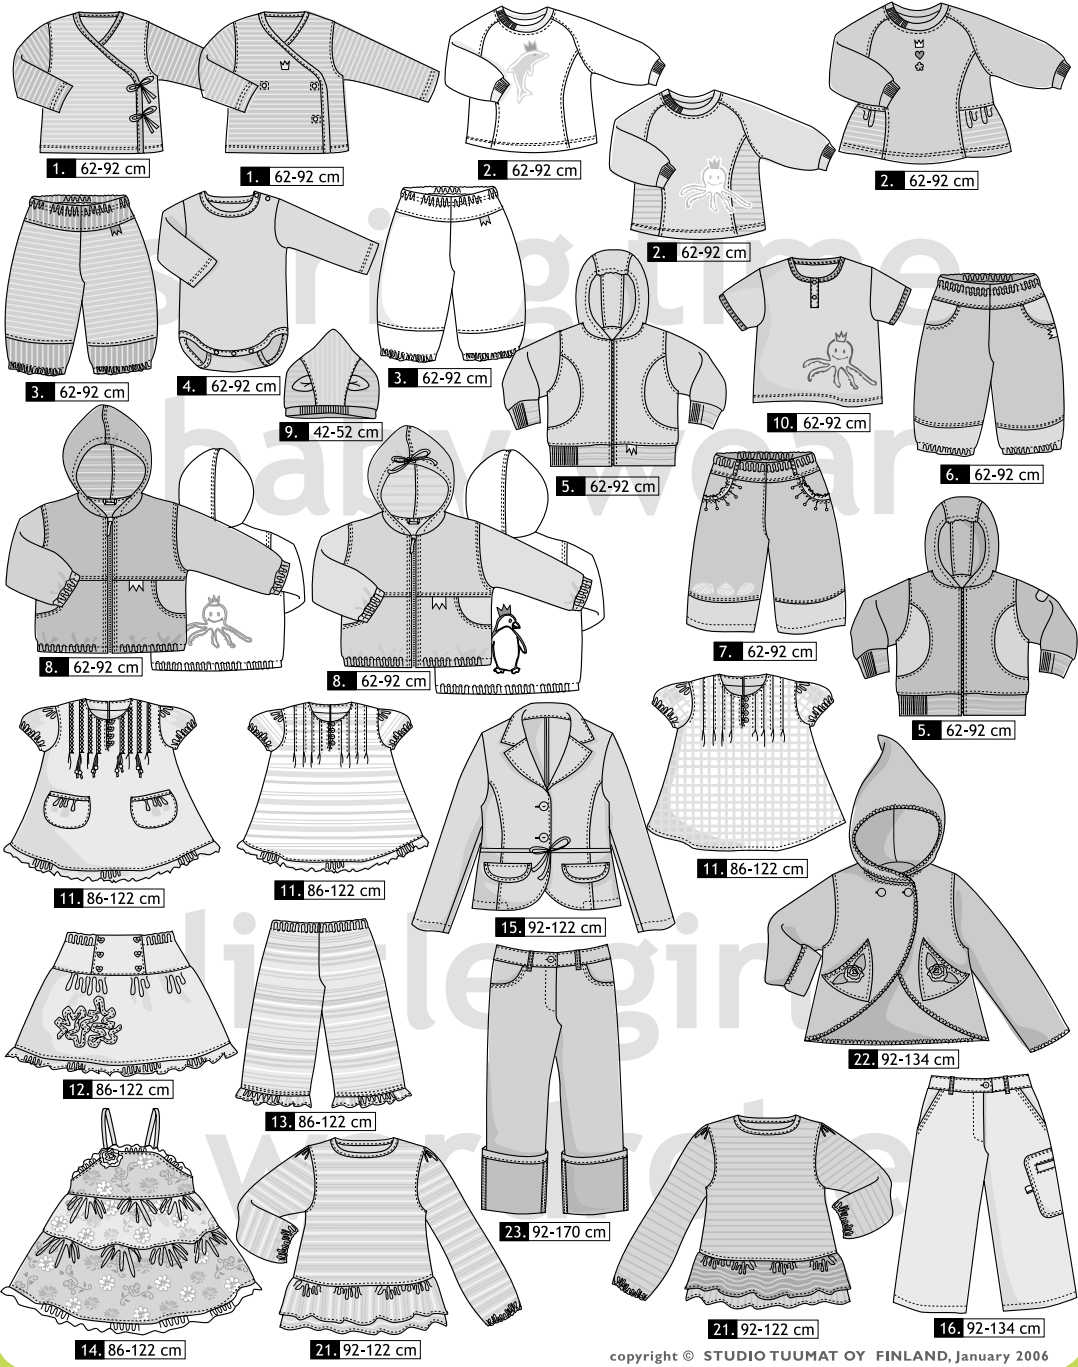 1. 62-92 cm
1. 62-92 cm
2. 62-92 cm
2. 62-92 cm
2. 62-92 cm
spring time
3. 62-92 cm
4. 62-92 cm
3. 62-92 cm
9. 42-52 cm
10. 62-92 cm
6. 62-92 cm
5. 62-92 cm
baby wear
8. 62-92 cm
8. 62-92 cm
7. 62-92 cm
5. 62-92 cm
11. 86-122 cm
11. 86-122 cm
11. 86-122 cm
15. 92-122 cm
little girl
22. 92-134 cm
12. 86-122 cm
13. 86-122 cm
23. 92-170 cm
14. 86-122 cm
21. 92-122 cm
21. 92-122 cm
16. 92-134 cm
copyright © STUDIO TUUMAT OY FINLAND, January 2006